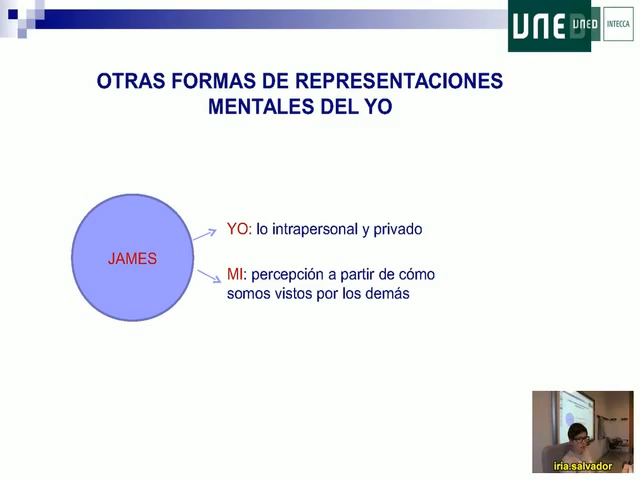 UNED
UNED
INTECCA
OTRAS FORMAS DE REPRESENTACIONES
MENTALES DEL YO
JAMES
YO: lo intrapersonal y privado
MI: percepción a partir de cómo
somos vistos por los demás
iria.salvador